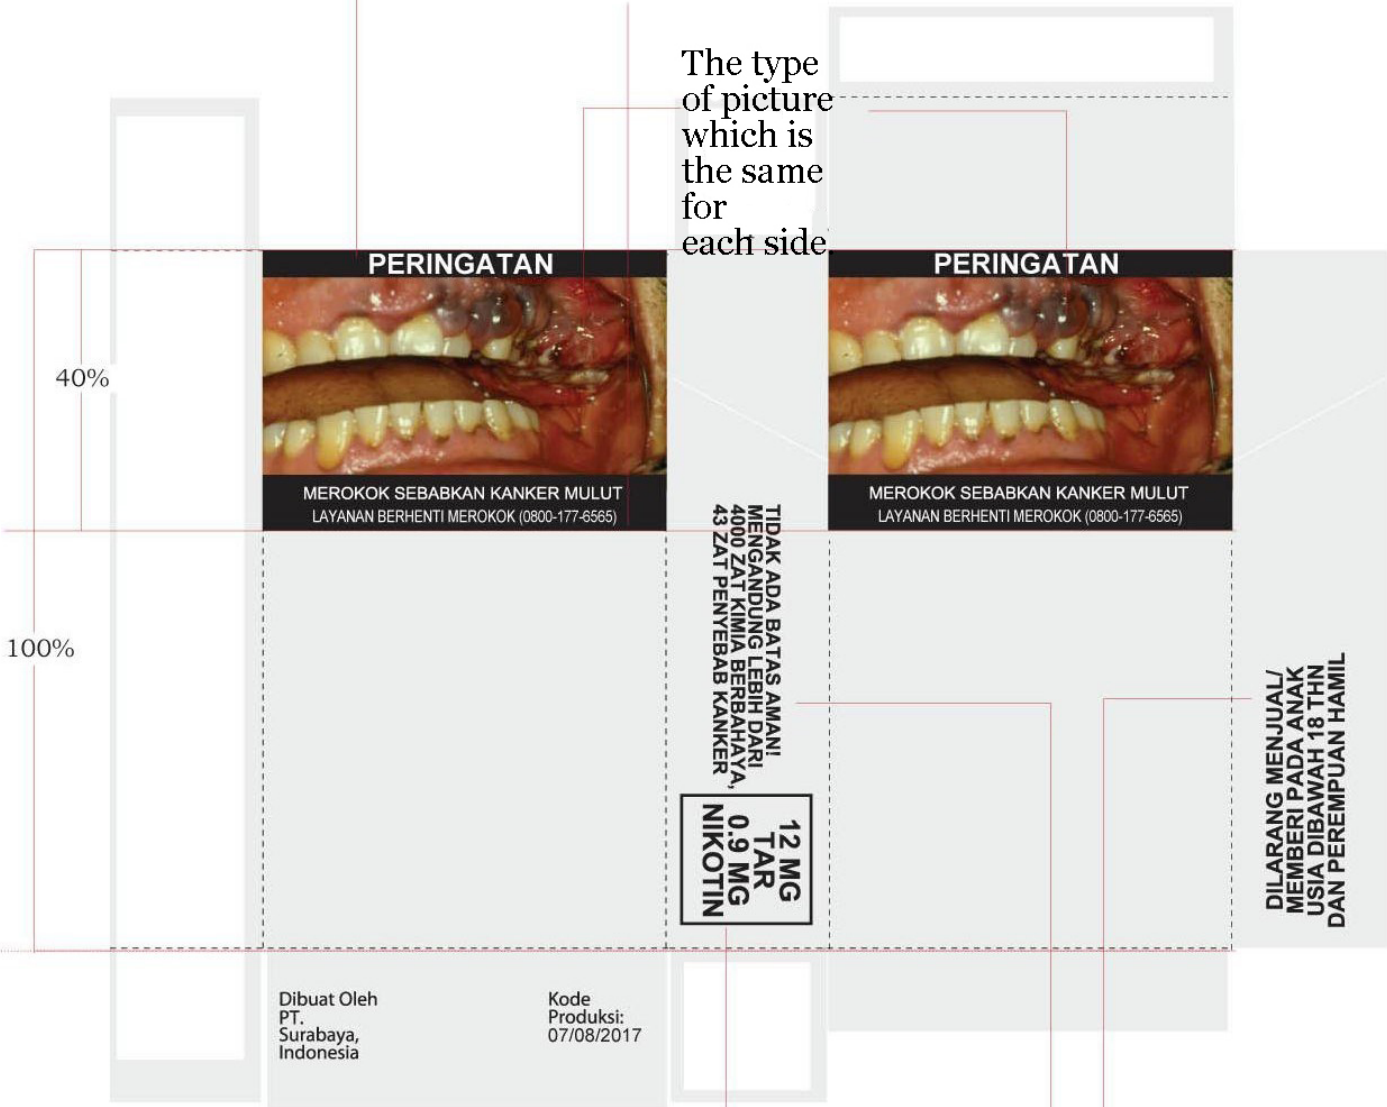 The type
of picture
which is
the same
for
each side.
PERINGATAN
MEROKOK SEBABKAN KANKER MULUT
LAYANAN BERHENTI MEROKOK (0800-177-6565)
PERINGATAN
MEROKOK SEBABKAN KANKER MULUT
LAYANAN BERHENTI MEROKOK (0800-177-6565)
40%
100%
TIDAK ADA BATAS AMAN!
MENGANDUNG LEBIH DARI
4000 ZAT KIMIA BERBAHAYA,
43 ZAT PENYEBAB KANKER
12 MG
TAR
0.9 MG
NIKOTIN
DILARANG MENJUAL/
MEMBERI PADA ANAK
USIA DIBAWAH 18 THN
DAN PEREMPUAN HAMIL
Dibuat Oleh
PT.
Surabaya,
Indonesia
Kode
Produksi:
07/08/2017